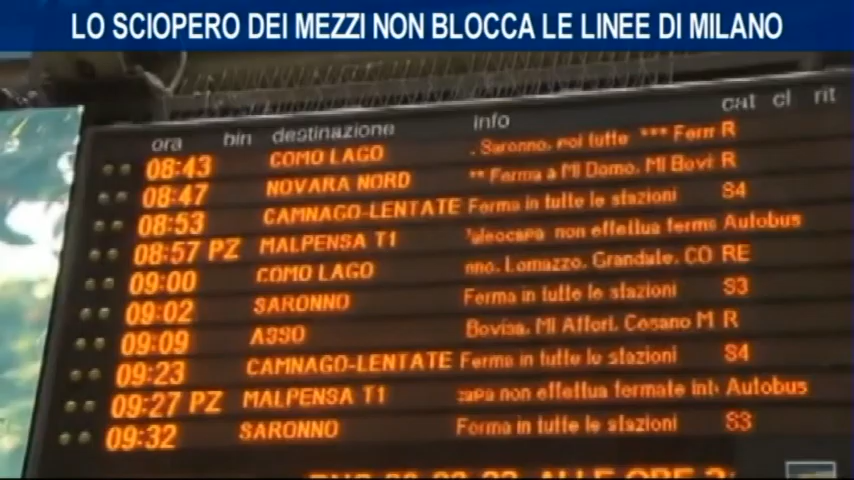 LO SCIOPERO DEI MEZZI NON BLOCCA LE LINEE DI MILANO
ora bin destinazione info cat cl rit
08:43 COMO LAGO . Saronno, poi tutte *** Ferm R
08:47 NOVARA NORD ** Ferma a MI Domo, MI Bovi R
08:53 CAMNAGO-LENTATE Ferma in tutte le stazioni S4
08:57 PZ MALPENSA T1 non effettua ferma Autobus
09:00 COMO LAGO nno, Lomazzo, Grandate, CO RE
09:02 SARONNO Ferma in tutte le stazioni S3
09:09 ASSO Bovisa, MI Affori, Cesano M R
09:23 CAMNAGO-LENTATE Ferma in tutte le stazioni S4
09:27 PZ MALPENSA T1 non effettua fermate int Autobus
09:32 SARONNO Ferma in tutte le stazioni S3
ALLE ORE